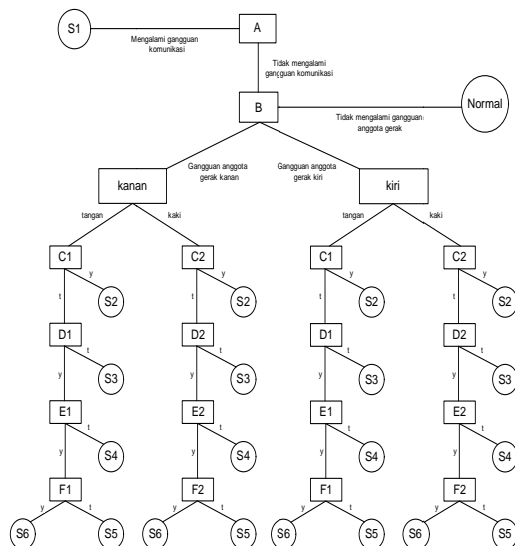 S1
A
Mengalami gangguan
komunikasi
Tidak mengalami
gangguan komunikasi
B
Normal
Tidak mengalami gangguan
anggota gerak
Gangguan anggota
gerak kanan
Gangguan anggota
gerak kiri
kanan
kiri
tangan
kaki
tangan
kaki
C1
C2
C1
C2
y
y
y
y
t
t
t
t
S2
S2
S2
S2
D1
D2
D1
D2
t
t
t
t
y
y
y
y
S3
S3
S3
S3
E1
E2
E1
E2
t
t
t
t
y
y
y
y
S4
S4
S4
S4
F1
F2
F1
F2
y
t
y
t
y
t
y
t
S6
S5
S6
S5
S6
S5
S6
S5